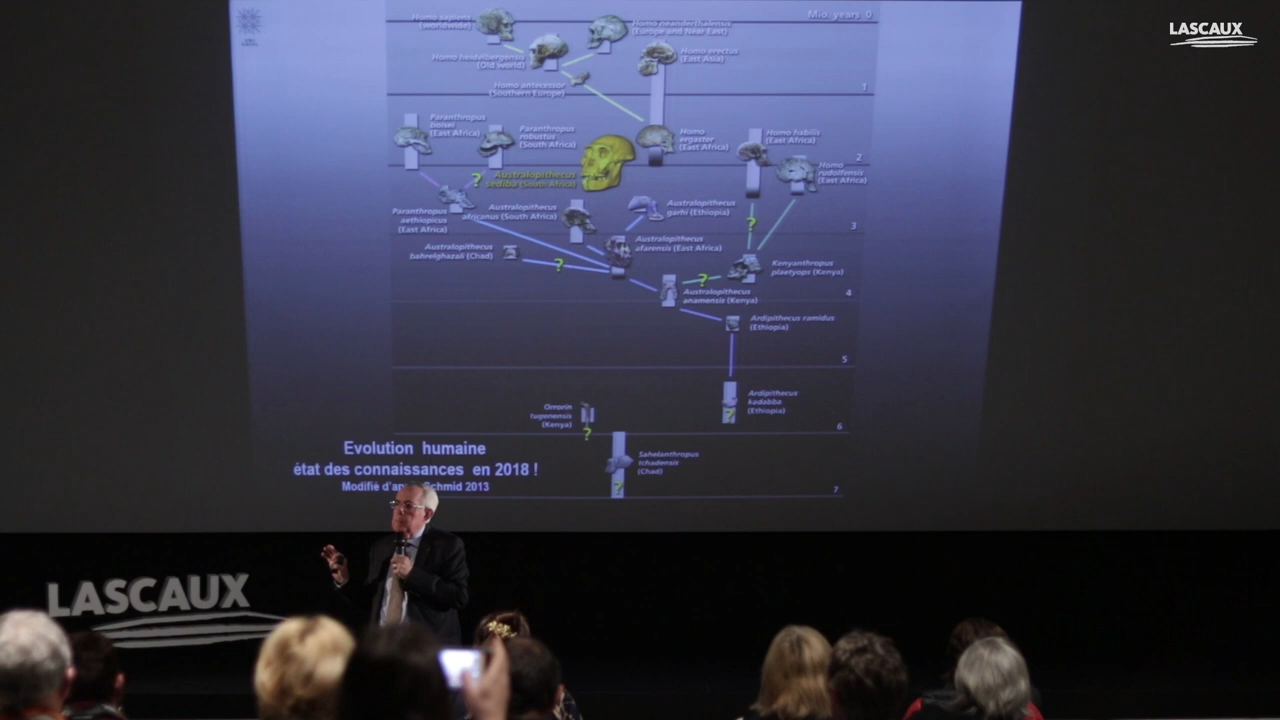 LASCAUX
Mio. years 0
Homo sapiens
(worldwide)
Homo neanderthalensis
(Europe and Near East)
Homo heidelbergensis
(Old world)
Homo erectus
(East Asia)
Homo antecessor
(Southern Europe)
1
Paranthropus
boisei
(East Africa)
Paranthropus
robustus
(South Africa)
Homo
ergaster
(East Africa)
Homo habilis
(East Africa)
2
Homo
rudolfensis
(East Africa)
?
Australopithecus
sediba (South Africa)
Paranthropus
aethiopicus
(East Africa)
Australopithecus
africanus (South Africa)
Australopithecus
garhi (Ethiopia)
?
3
Australopithecus
bahrelghazali (Chad)
?
Australopithecus
afarensis (East Africa)
Kenyanthropus
platyops (Kenya)
?
Australopithecus
anamensis (Kenya)
4
Ardipithecus ramidus
(Ethiopia)
5
Ardipithecus
kadabba
(Ethiopia)
?
Orrorin
tugenensis
(Kenya)
?
6
Sahelanthropus
tchadensis
(Chad)
?
7
Evolution humaine
état des connaissances en 2018 !
Modifié d'ap Schmid 2013
LASCAUX